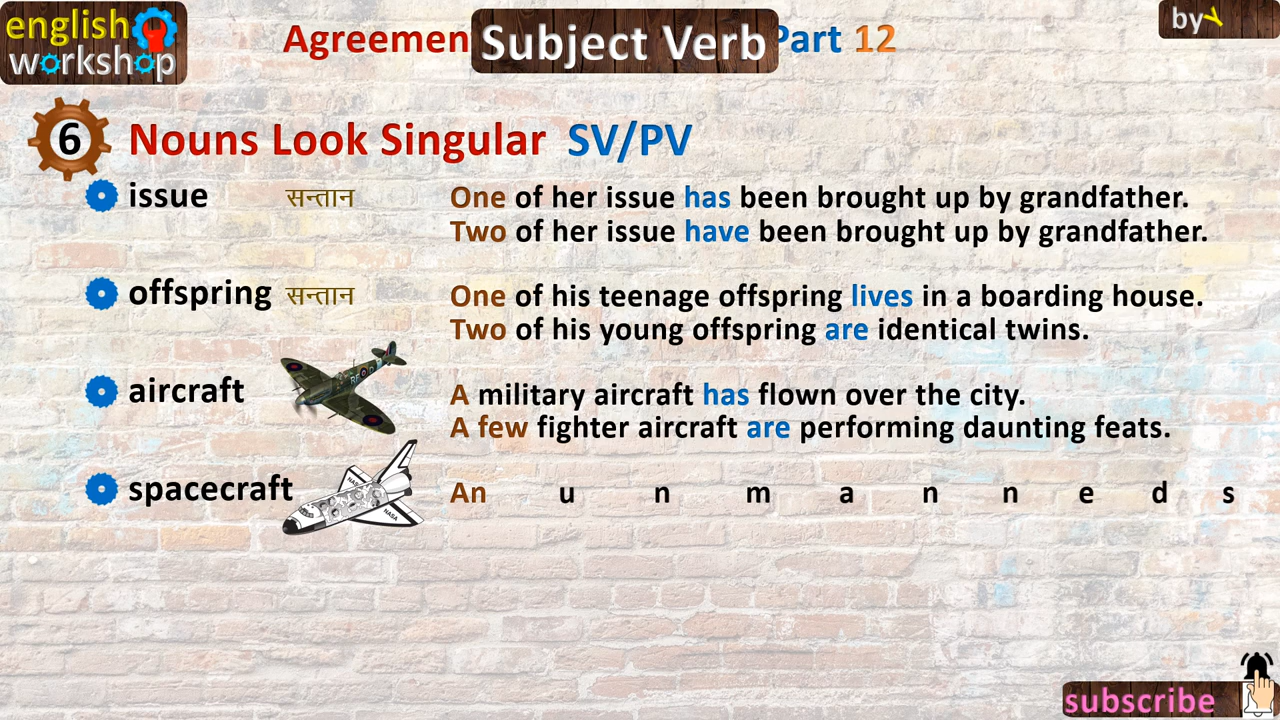 english
workshop
Agreemen Subject Verb Part 12
by
6 Nouns Look Singular SV/PV
issue सन्तान One of her issue has been brought up by grandfather.
Two of her issue have been brought up by grandfather.
offspring सन्तान One of his teenage offspring lives in a boarding house.
Two of his young offspring are identical twins.
aircraft A military aircraft has flown over the city.
A few fighter aircraft are performing daunting feats.
spacecraft An u n m a n n e d s
NASA
NASA
subscribe